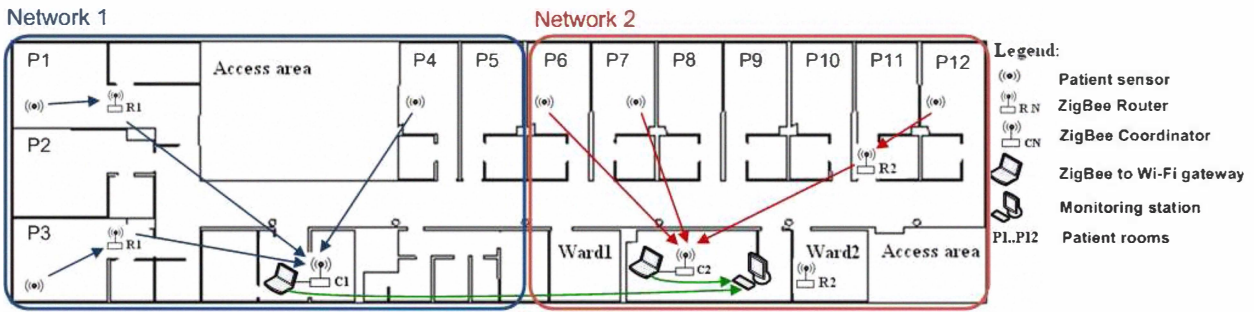 Network 1
Network 2
P1
Access area
P4
P5
P6
P7
P8
P9
P10
P11
P12
R1
P2
R2
P3
R1
C1
Ward1
C2
Ward2
R2
Access area
Legend:
Patient sensor
R N ZigBee Router
CN ZigBee Coordinator
ZigBee to Wi-Fi gateway
Monitoring station
P1..P12 Patient rooms